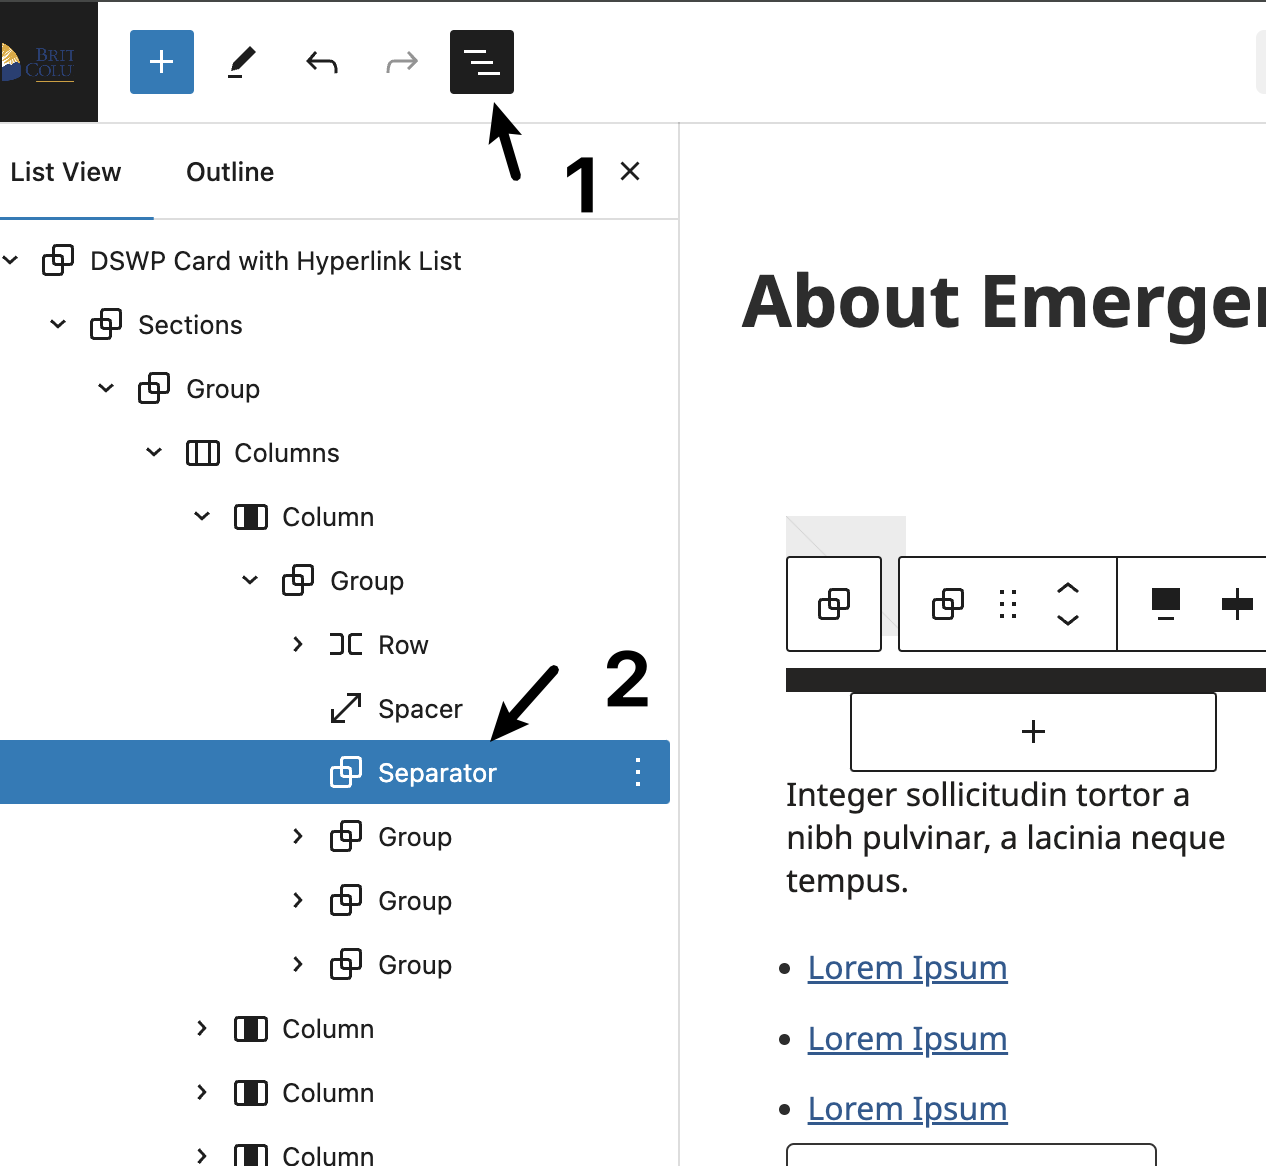 BRIT
COLU
1
List View
Outline
DSWP Card with Hyperlink List
Sections
Group
Columns
Column
Group
Row
Spacer
2
Separator
Group
Group
Group
Column
Column
Column
About Emerge
Integer sollicitudin tortor a
nibh pulvinar, a lacinia neque
tempus.
Lorem Ipsum
Lorem Ipsum
Lorem Ipsum